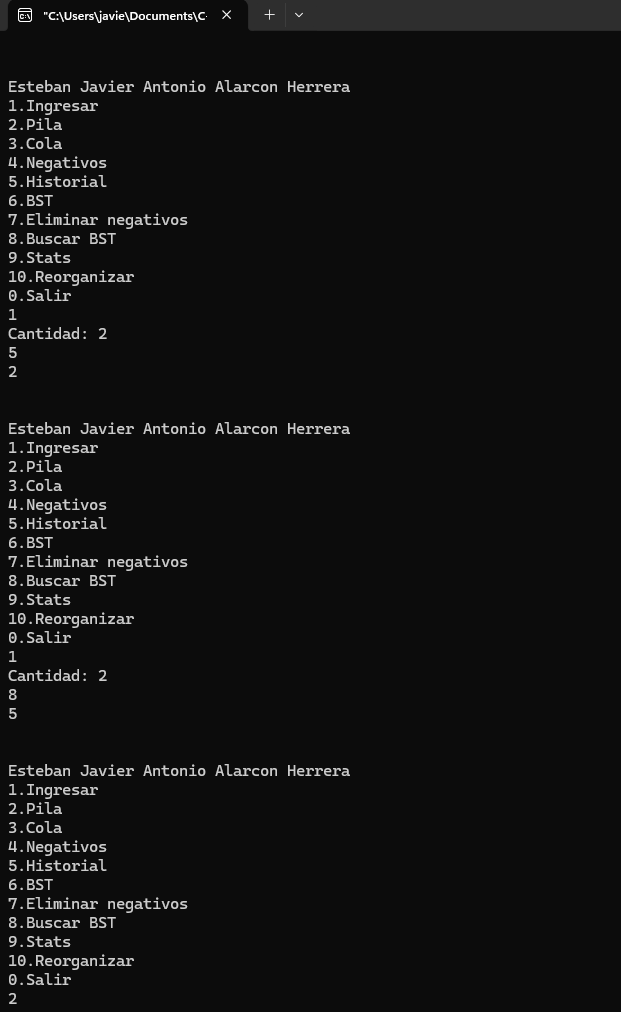 "C:\Users\javie\Documents\C-
Esteban Javier Antonio Alarcon Herrera
1.Ingresar
2.Pila
3.Cola
4.Negativos
5.Historial
6.BST
7.Eliminar negativos
8.Buscar BST
9.Stats
10.Reorganizar
0.Salir
1
Cantidad: 2
5
2
Esteban Javier Antonio Alarcon Herrera
1.Ingresar
2.Pila
3.Cola
4.Negativos
5.Historial
6.BST
7.Eliminar negativos
8.Buscar BST
9.Stats
10.Reorganizar
0.Salir
1
Cantidad: 2
8
5
Esteban Javier Antonio Alarcon Herrera
1.Ingresar
2.Pila
3.Cola
4.Negativos
5.Historial
6.BST
7.Eliminar negativos
8.Buscar BST
9.Stats
10.Reorganizar
0.Salir
2